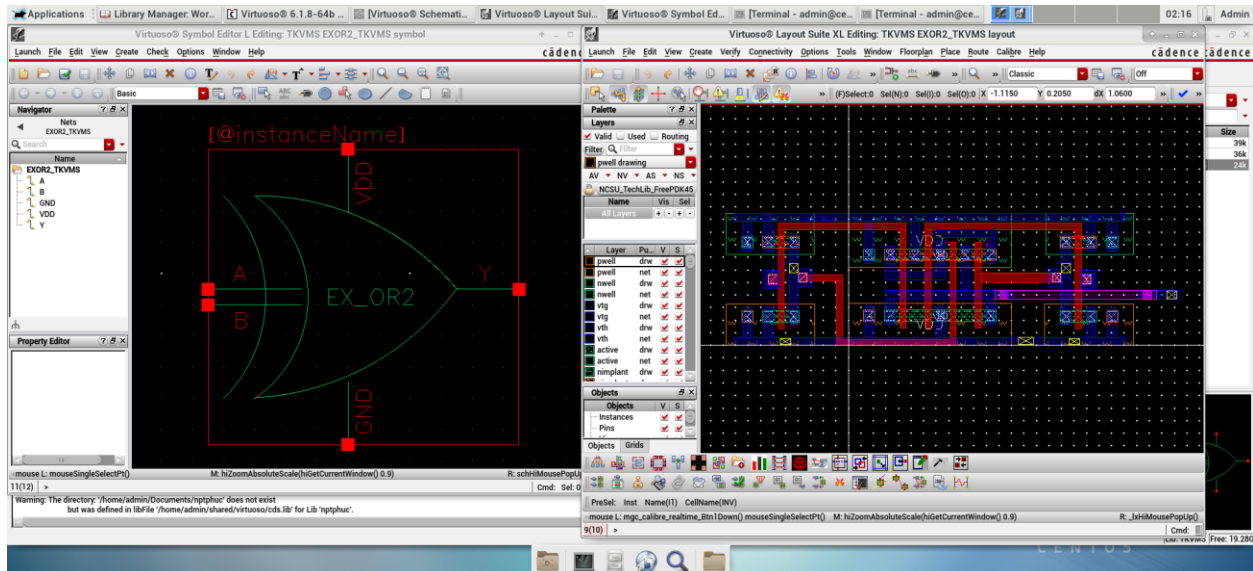 Applications Library Manager: Wor... Virtuoso® 6.1.8-64b ... [Virtuoso® Schemati... Virtuoso® Layout Sui... Virtuoso® Symbol Ed... [Terminal - admin@ce... [Terminal - admin@ce... 02:16 Admin
Virtuoso® Symbol Editor L Editing: TKVMS EXOR2_TKVMS symbol
Launch File Edit View Create Check Options Window Help cādence
Basic
Navigator
Nets
EXOR2_TKVMS
Search
Name
EXOR2_TKVMS
A
B
GND
VDD
Y
Property Editor
[@instanceName]
VDD
A
B
EX_OR2
Y
GND
mouse L: mouseSingleSelectPt() M: hiZoomAbsoluteScale(hiGetCurrentWindow() 0.9) R: schHiMousePopUp
11(12) > Cmd: Sel: 0
Warning: The directory: '/home/admin/Documents/nptphuc' does not exist
but was defined in libFile '/home/admin/shared/virtuoso/cds.lib' for Lib 'nptphuc'.
Virtuoso® Layout Suite XL Editing: TKVMS EXOR2_TKVMS layout
Launch File Edit View Create Verify Connectivity Options Tools Window Floorplan Place Route Calibre Help cādence
Classic Off
(F)Select:0 Sel(N):0 Sel(I):0 Sel(O):0 X -1.1150 Y 0.2050 dX 1.0600
Palette
Layers
Valid Used Routing
Filter Filter
pwell drawing
AV NV AS NS
NCSU_TechLib_FreePDK45
Name Vis Sel
All Layers + - + -
Layer Pu... V S
pwell drw
pwell net
nwell drw
nwell net
vtg drw
vtg net
vth drw
vth net
active drw
active net
nimplant drw
Objects
Objects V S
Instances
Pins
Objects Grids
VDD
PreSel: Inst Name(I1) CellName(INV)
mouse L: mgc_calibre_realtime_Btn1Down() mouseSingleSelectPt() M: hiZoomAbsoluteScale(hiGetCurrentWindow() 0.9) R: _lxHiMousePopUp()
9(10) > Cmd:
cādence
Size
39k
36k
24k
Lib: TKVMS Free: 19.28G
CENTOS